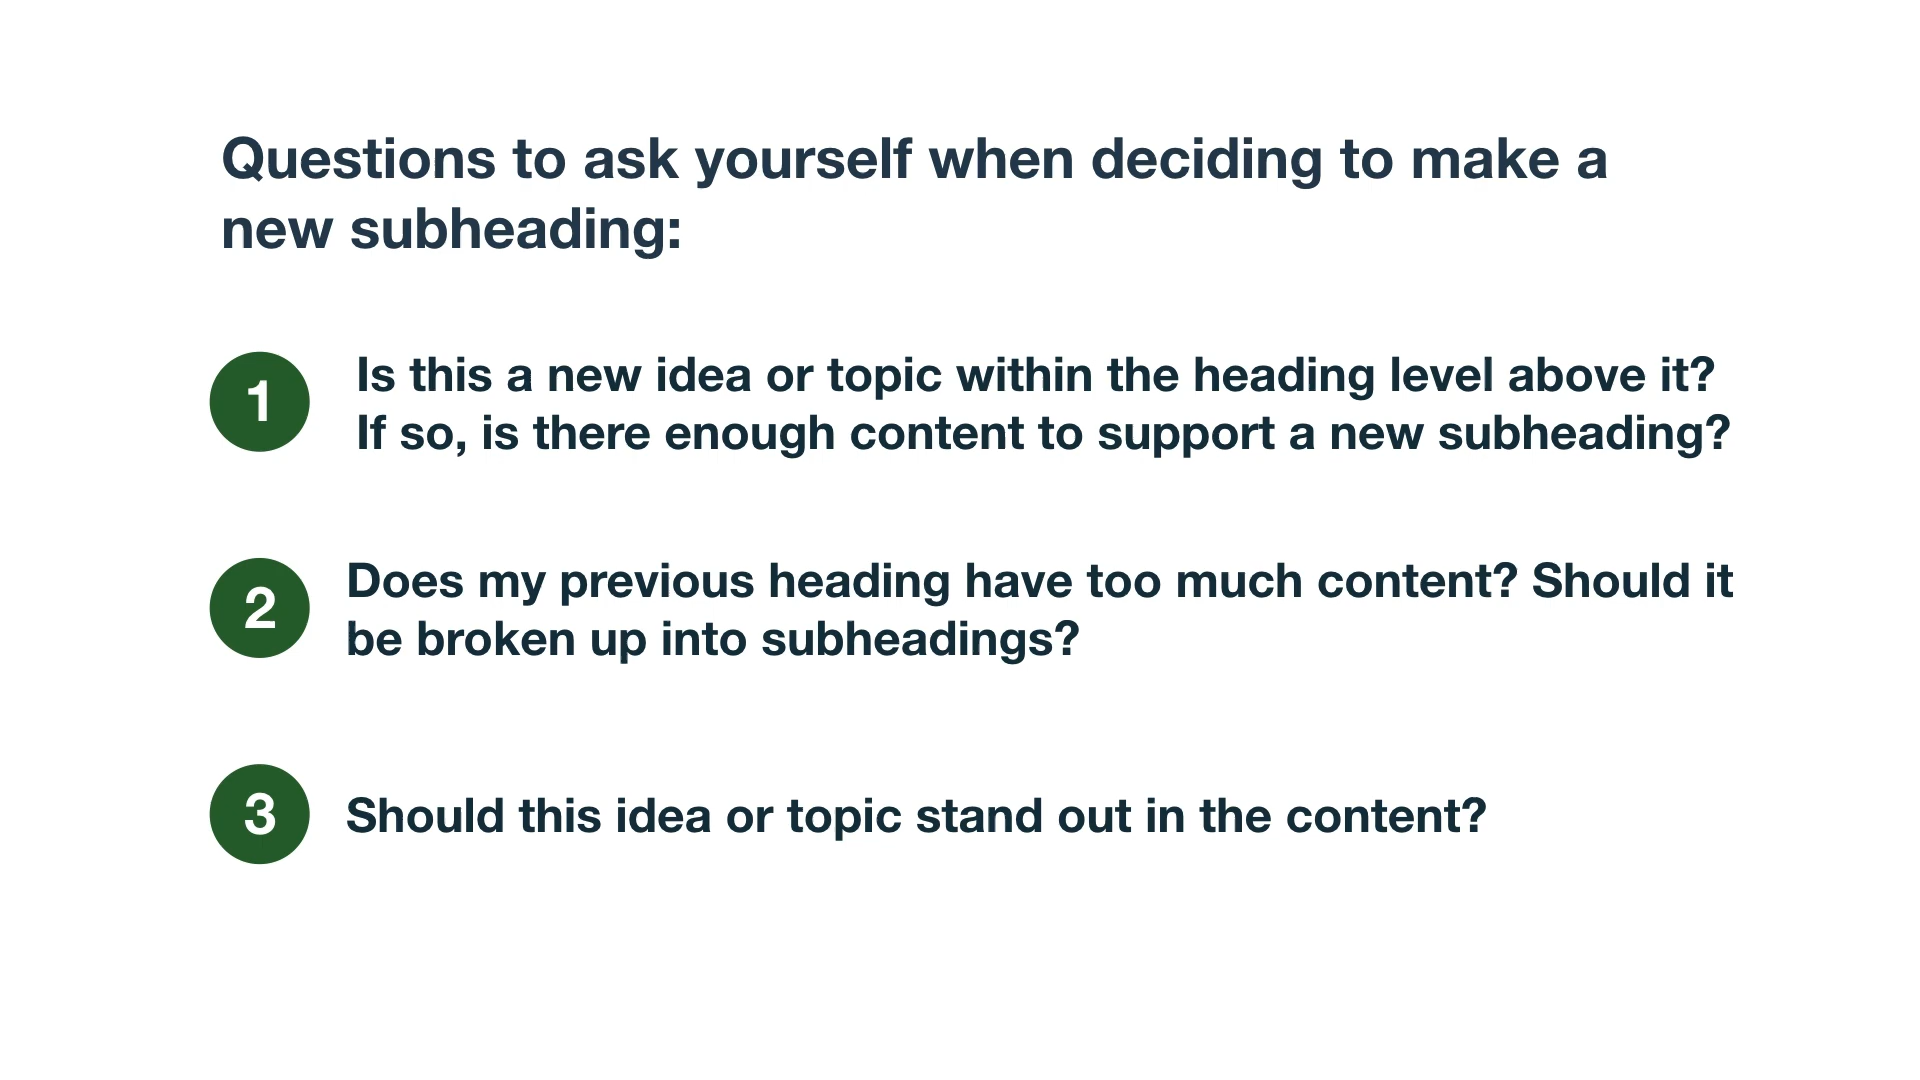 Questions to ask yourself when deciding to make a
new subheading:
1
Is this a new idea or topic within the heading level above it?
If so, is there enough content to support a new subheading?
2
Does my previous heading have too much content? Should it
be broken up into subheadings?
3
Should this idea or topic stand out in the content?